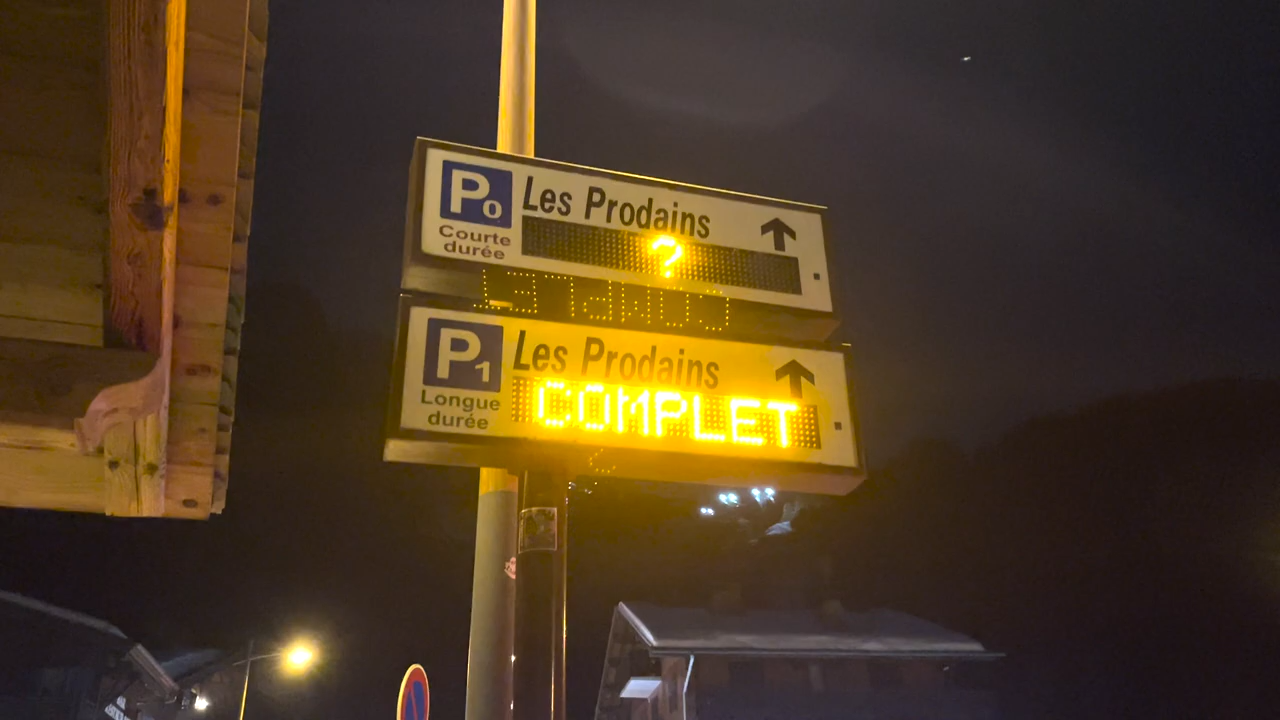 P0 Les Prodains
Courte durée
?
P1 Les Prodains
Longue durée
COMPLET